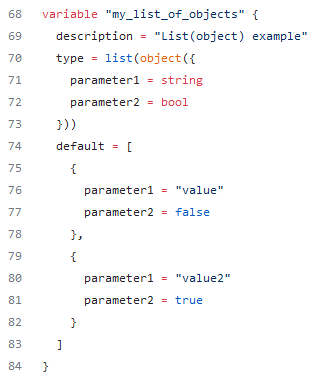 68 variable "my_list_of_objects" {
69   description = "List(object) example"
70   type = list(object({
71     parameter1 = string
72     parameter2 = bool
73   }))
74   default = [
75     {
76       parameter1 = "value"
77       parameter2 = false
78     },
79     {
80       parameter1 = "value2"
81       parameter2 = true
82     }
83   ]
84 }